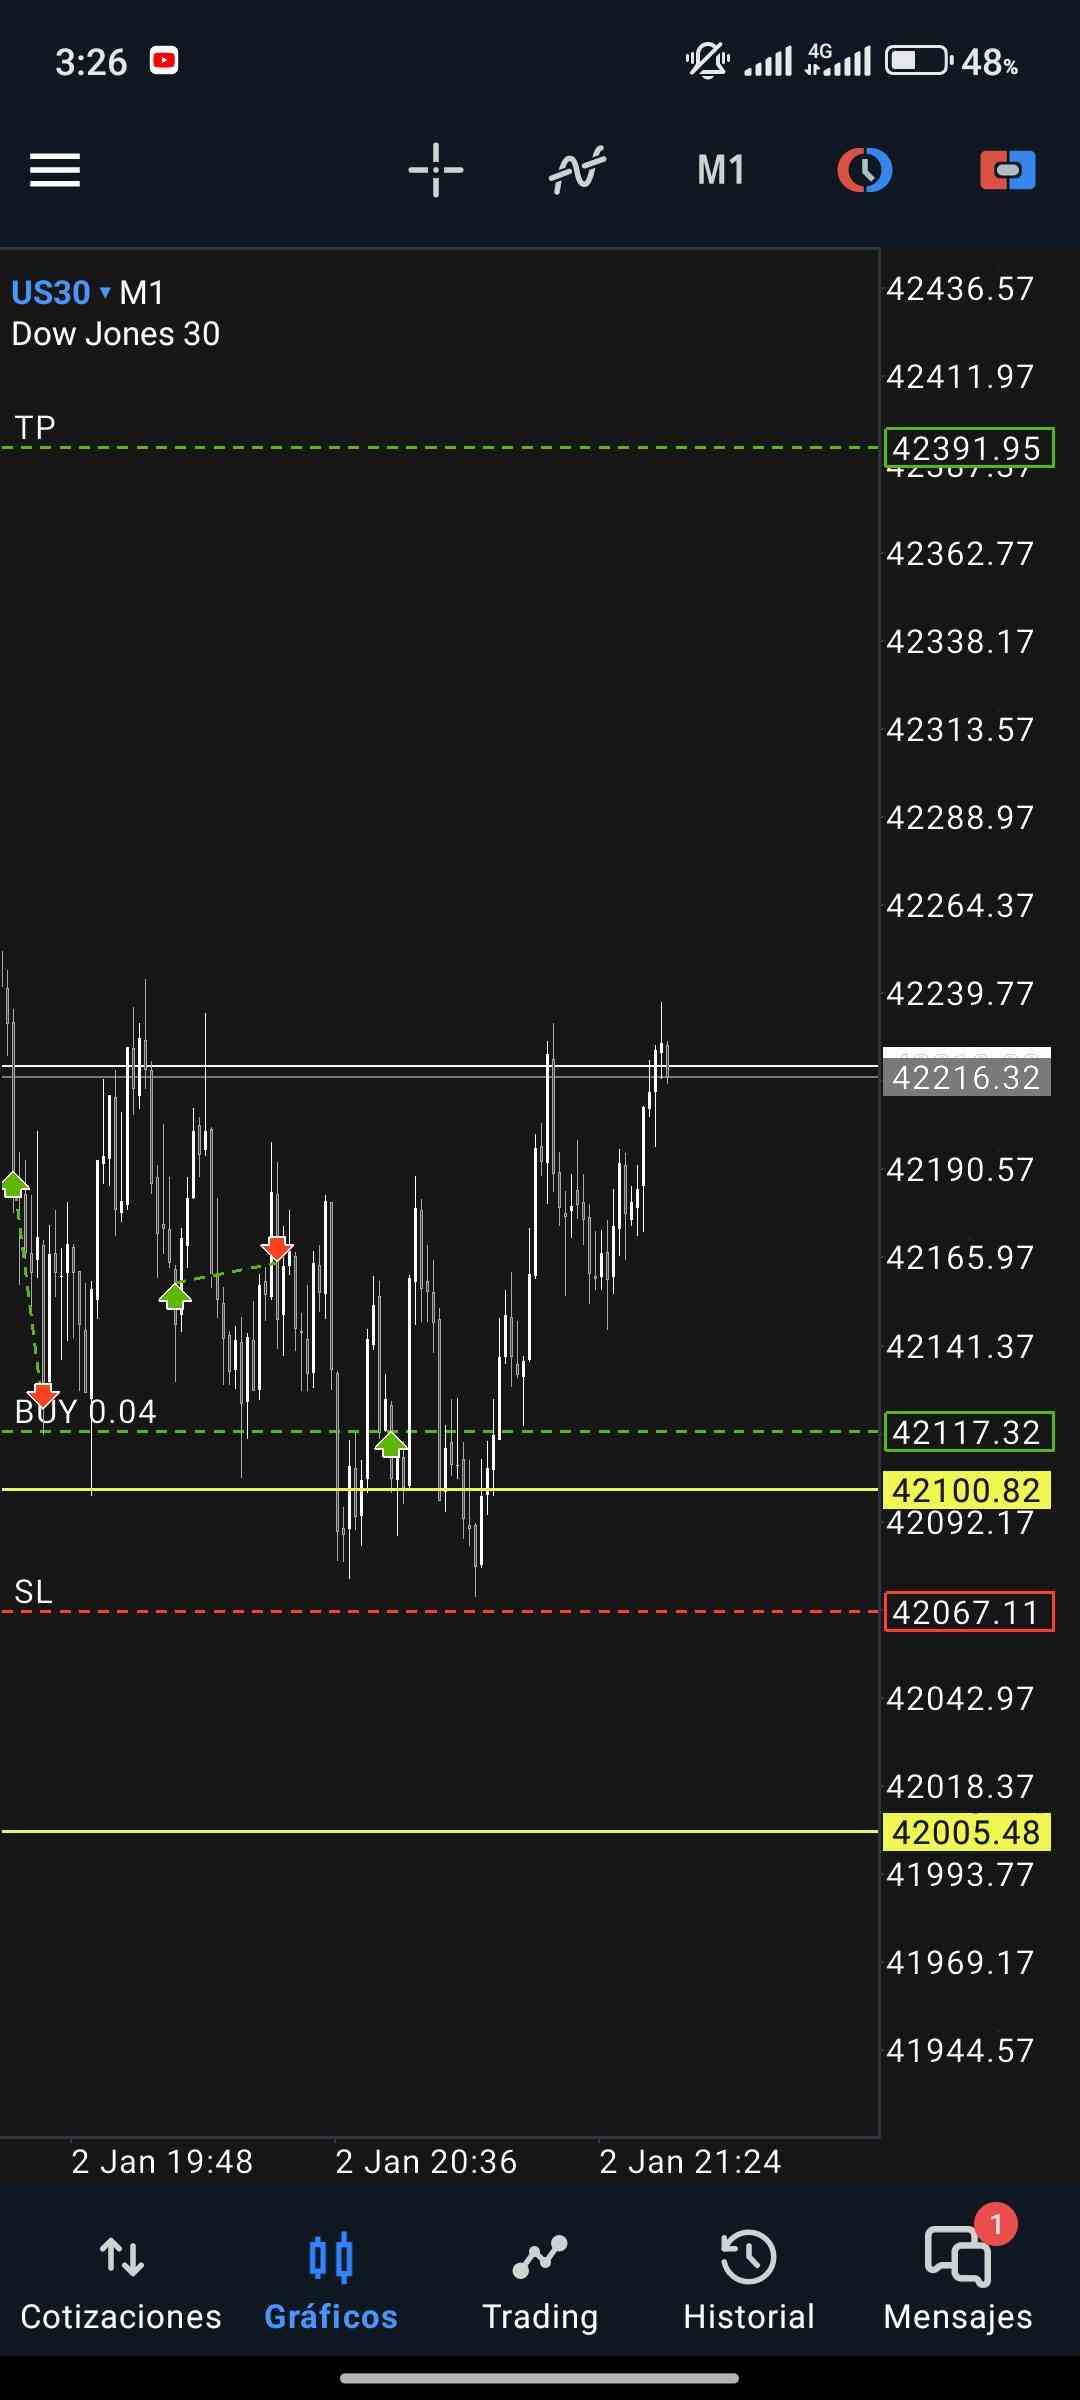 3:26
4G
48%
M1
US30 ▾ M1
Dow Jones 30
42436.57
42411.97
TP
42391.95
42362.77
42338.17
42313.57
42288.97
42264.37
42239.77
42216.32
42190.57
42165.97
42141.37
BUY 0.04
42117.32
42100.82
42092.17
SL
42067.11
42042.97
42018.37
42005.48
41993.77
41969.17
41944.57
2 Jan 19:48
2 Jan 20:36
2 Jan 21:24
1
Cotizaciones
Gráficos
Trading
Historial
Mensajes